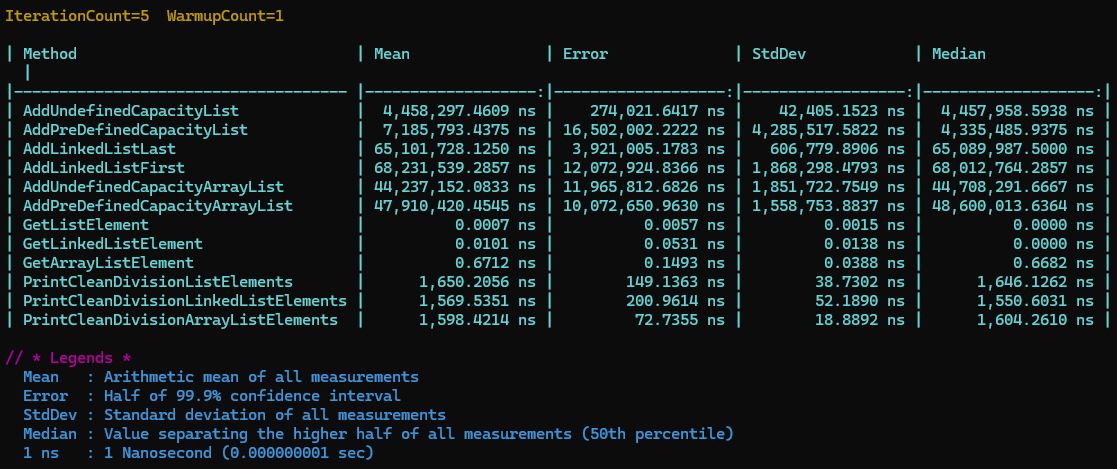 IterationCount=5  WarmupCount=1
| Method                                | Mean                | Error               | StdDev            | Median
  |
|-------------------------------------- |--------------------:|--------------------:|------------------:|--------------------:|
| AddUndefinedCapacityList              |   4,458,297.4609 ns |     274,021.6417 ns |    42,405.1523 ns |   4,457,958.5938 ns |
| AddPreDefinedCapacityList             |   7,185,793.4375 ns |  16,502,002.2222 ns | 4,285,517.5822 ns |   4,335,485.9375 ns |
| AddLinkedListLast                     |  65,101,728.1250 ns |   3,921,005.1783 ns |   606,779.8906 ns |  65,089,987.5000 ns |
| AddLinkedListFirst                    |  68,231,539.2857 ns |  12,072,924.8366 ns | 1,868,298.4793 ns |  68,012,764.2857 ns |
| AddUndefinedCapacityArrayList         |  44,237,152.0833 ns |  11,965,812.6826 ns | 1,851,722.7549 ns |  44,708,291.6667 ns |
| AddPreDefinedCapacityArrayList        |  47,910,420.4545 ns |  10,072,650.9630 ns | 1,558,753.8837 ns |  48,600,013.6364 ns |
| GetListElement                        |           0.0007 ns |           0.0057 ns |         0.0015 ns |           0.0000 ns |
| GetLinkedListElement                  |           0.0101 ns |           0.0531 ns |         0.0138 ns |           0.0000 ns |
| GetArrayListElement                   |           0.6712 ns |           0.1493 ns |         0.0388 ns |           0.6682 ns |
| PrintCleanDivisionListElements        |       1,650.2056 ns |         149.1363 ns |        38.7302 ns |       1,646.1262 ns |
| PrintCleanDivisionLinkedListElements  |       1,569.5351 ns |         200.9614 ns |        52.1890 ns |       1,550.6031 ns |
| PrintCleanDivisionArrayListElements   |       1,598.4214 ns |          72.7355 ns |        18.8892 ns |       1,604.2610 ns |
// * Legends *
  Mean   : Arithmetic mean of all measurements
  Error  : Half of 99.9% confidence interval
  StdDev : Standard deviation of all measurements
  Median : Value separating the higher half of all measurements (50th percentile)
  1 ns   : 1 Nanosecond (0.000000001 sec)